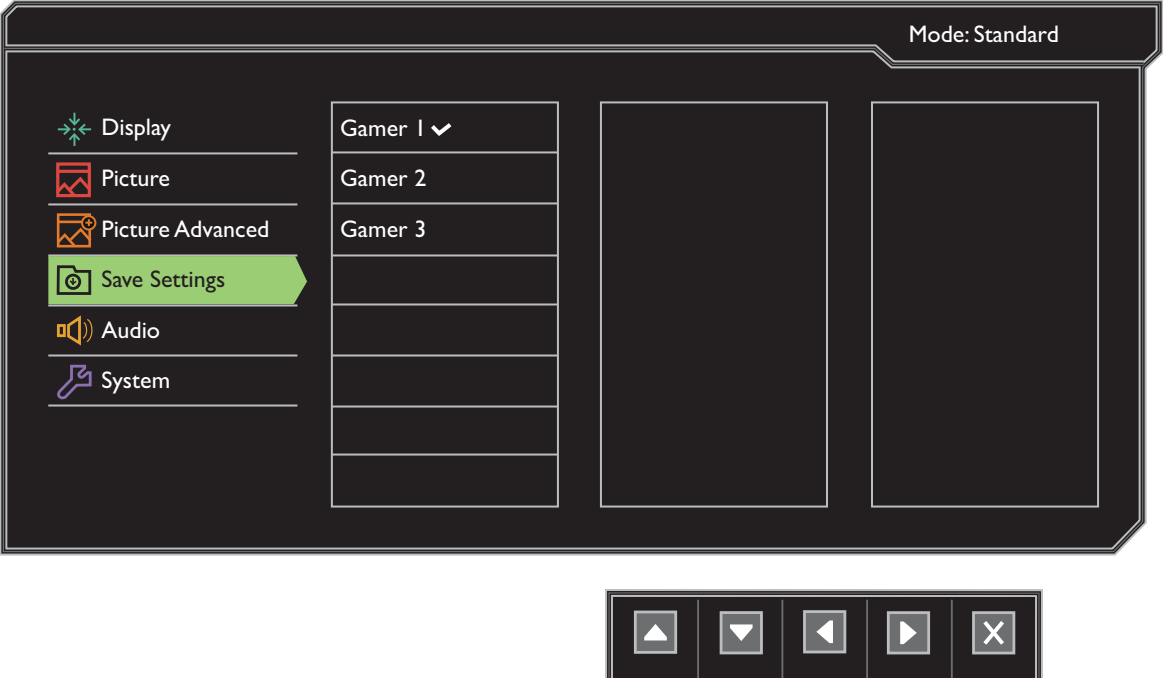 Mode: Standard
Display
Picture
Picture Advanced
Save Settings
Audio
System
Gamer 1
Gamer 2
Gamer 3
X